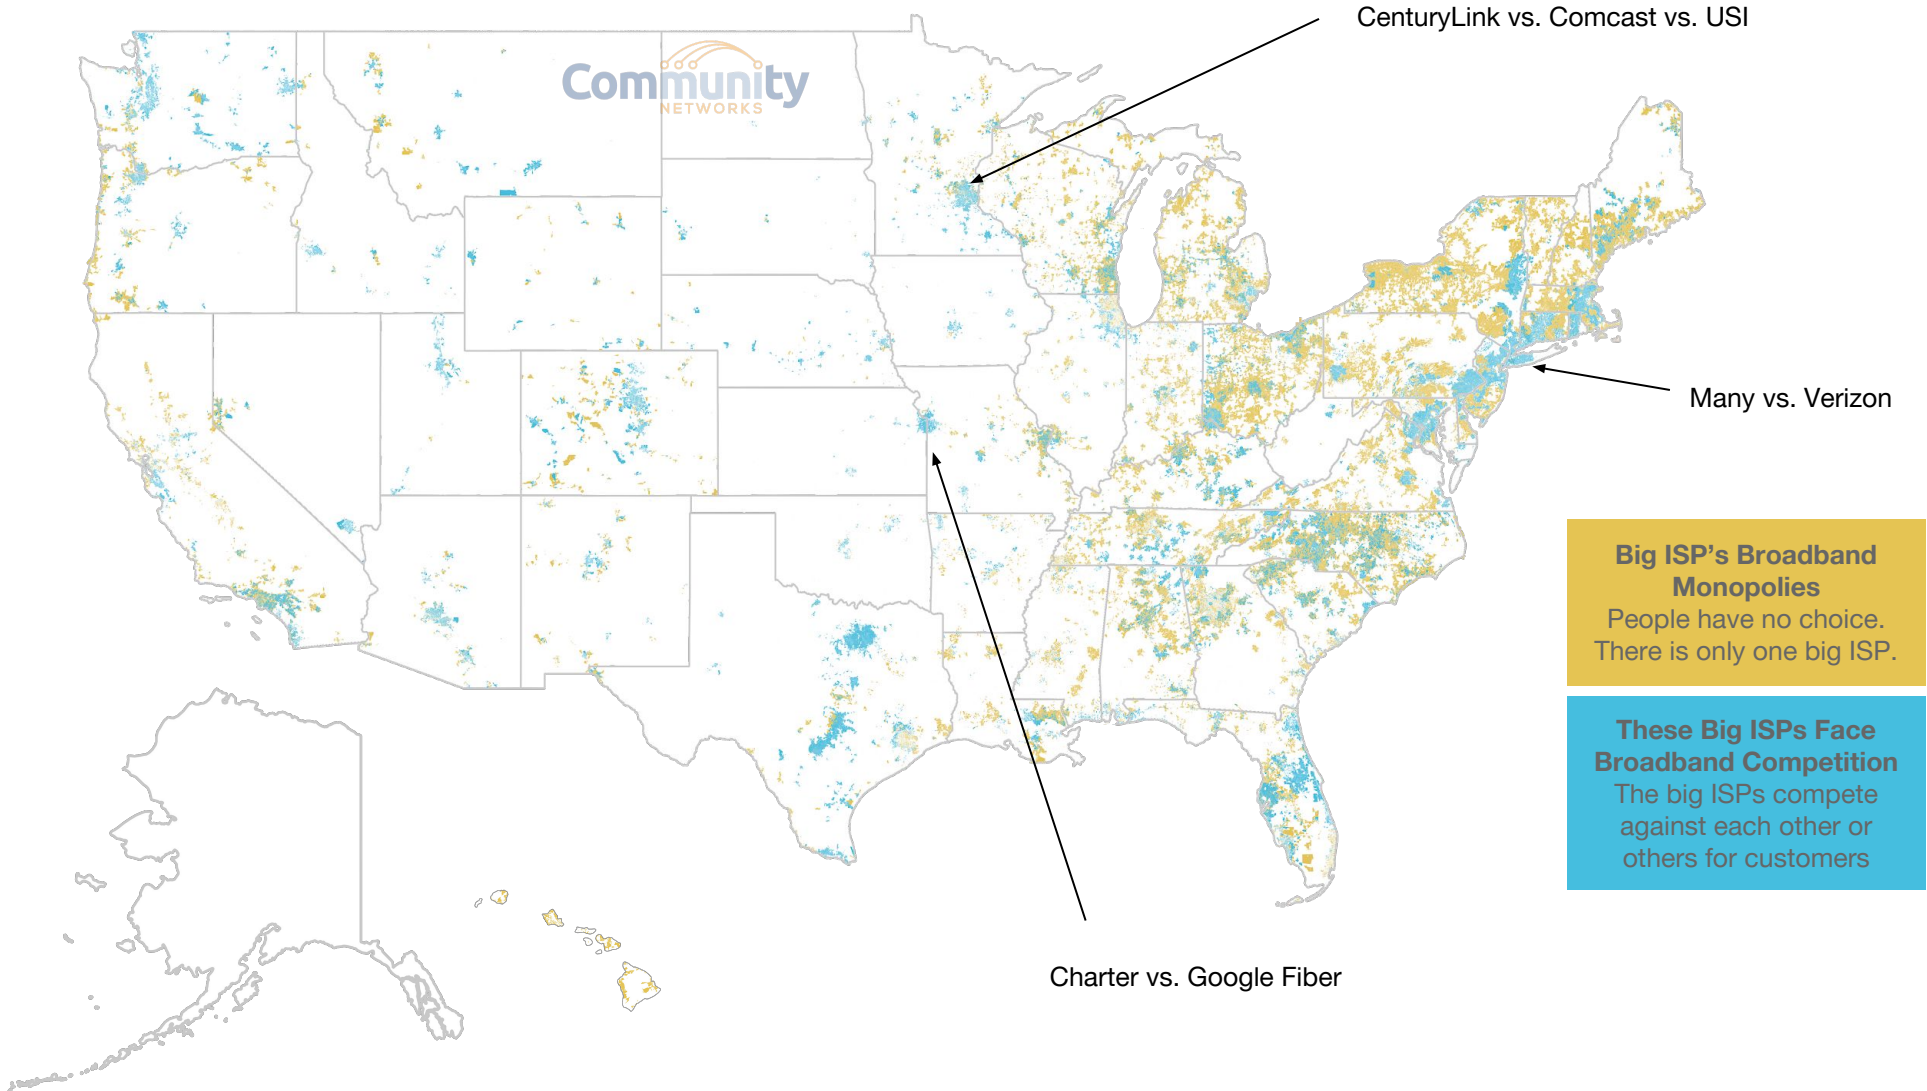 CenturyLink vs. Comcast vs. USI
Community
NETWORKS
Many vs. Verizon
Big ISP's Broadband
Monopolies
People have no choice.
There is only one big ISP.
These Big ISPs Face
Broadband Competition
The big ISPs compete
against each other or
others for customers
Charter vs. Google Fiber